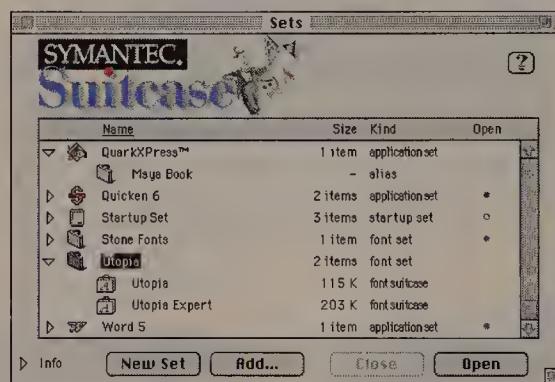 Sets
SYMANTEC.
Suitcase
?
Name Size Kind Open
QuarkXPress™ 1 item application set
Maya Book - alias
Quicken 6 2 items application set
Startup Set 3 items startup set
Stone Fonts 1 item font set
Utopia 2 items font set
Utopia 115 K font suitcase
Utopia Expert 203 K font suitcase
Word 5 1 item application set
Info New Set Add... Close Open